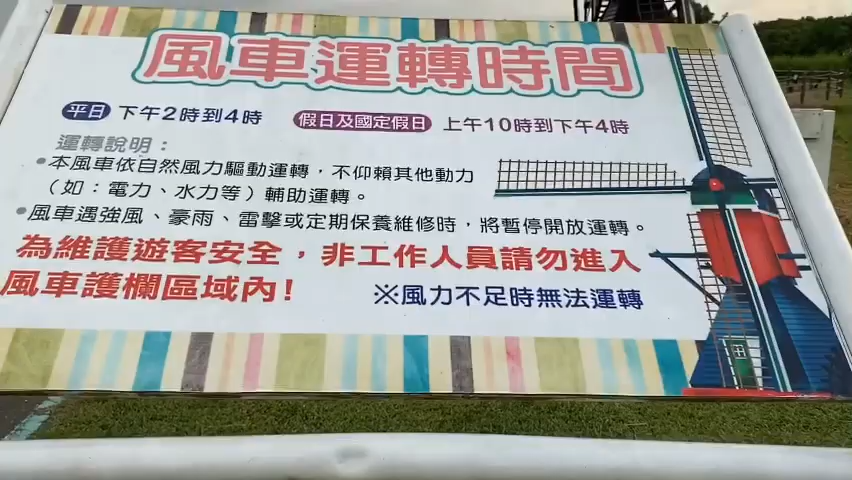 風車運轉時間
平日 下午2時到4時 假日及國定假日 上午10時到下午4時
運轉說明：
•本風車依自然風力驅動運轉，不仰賴其他動力
（如：電力、水力等）輔助運轉。
•風車遇強風、豪雨、雷擊或定期保養維修時，將暫停開放運轉。
為維護遊客安全，非工作人員請勿進入
風車護欄區域內!
※風力不足時無法運轉